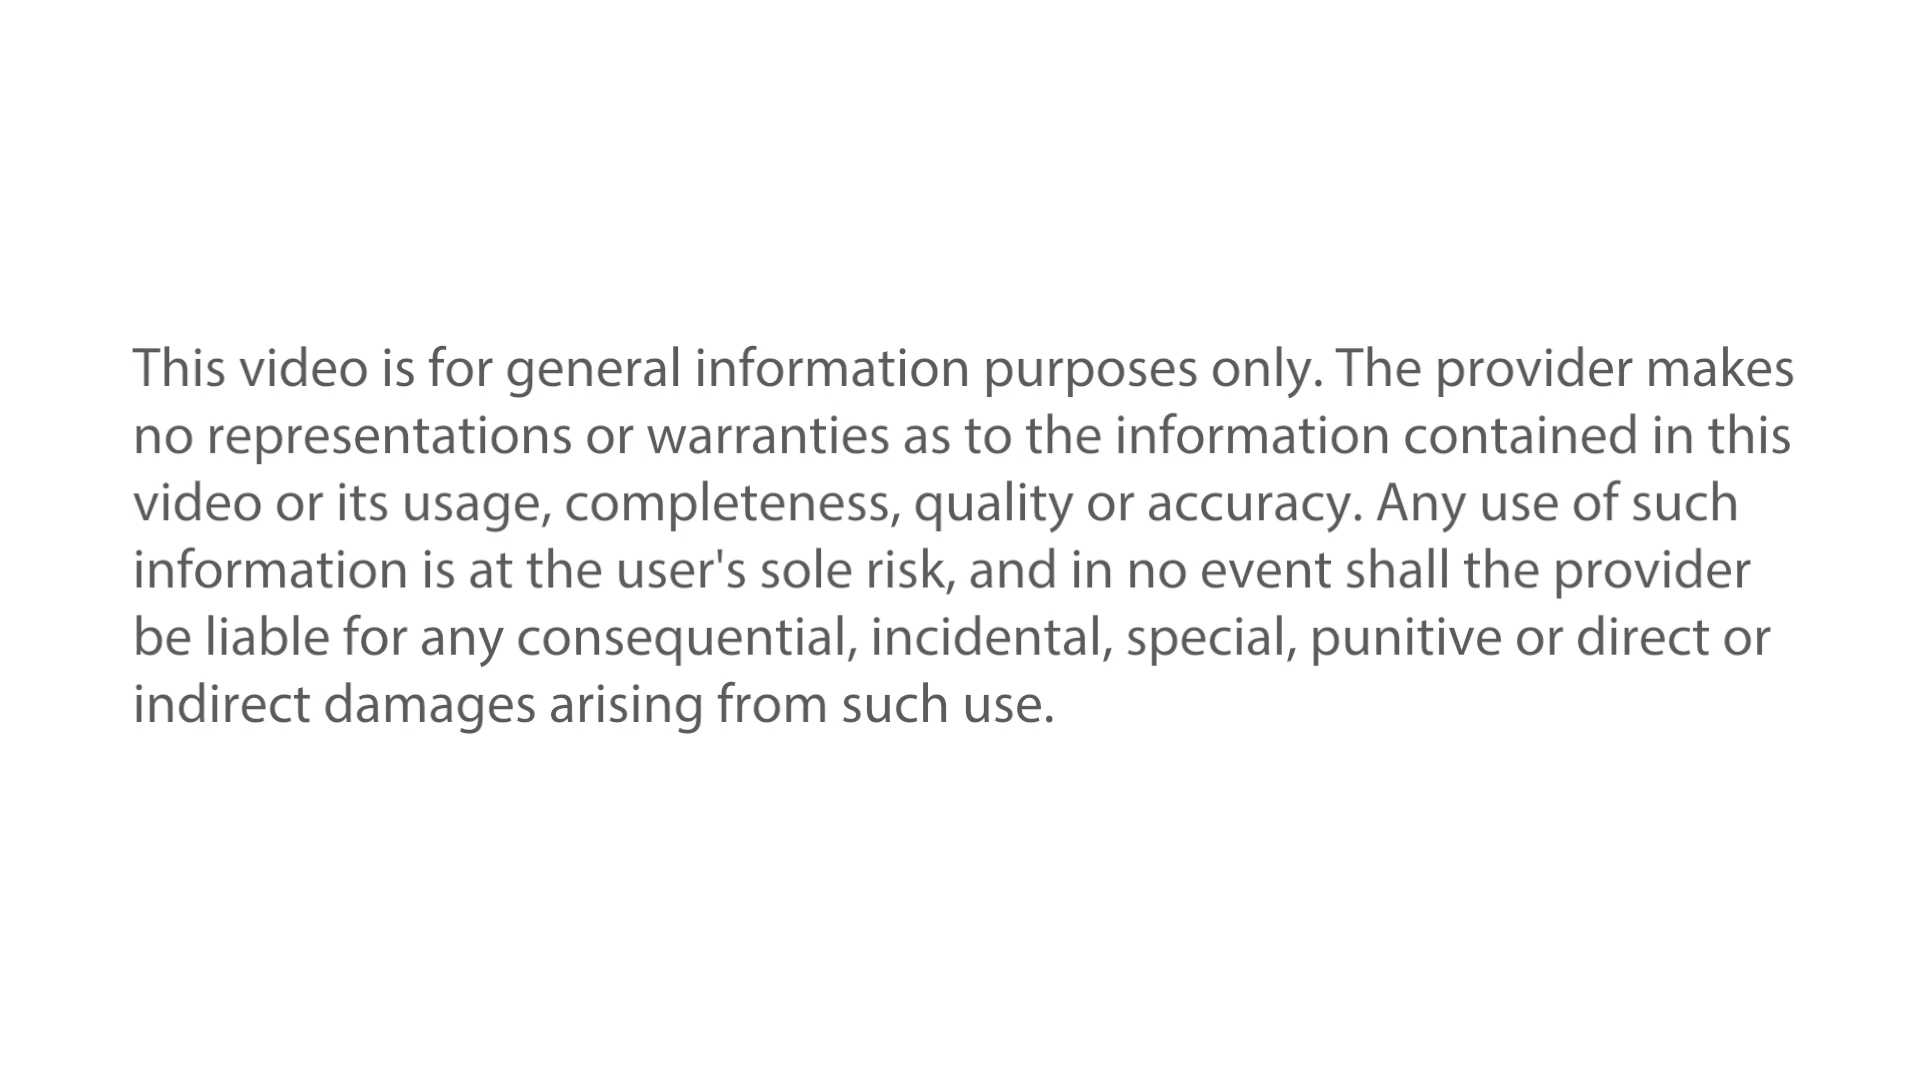 This video is for general information purposes only. The provider makes
no representations or warranties as to the information contained in this
video or its usage, completeness, quality or accuracy. Any use of such
information is at the user's sole risk, and in no event shall the provider
be liable for any consequential, incidental, special, punitive or direct or
indirect damages arising from such use.